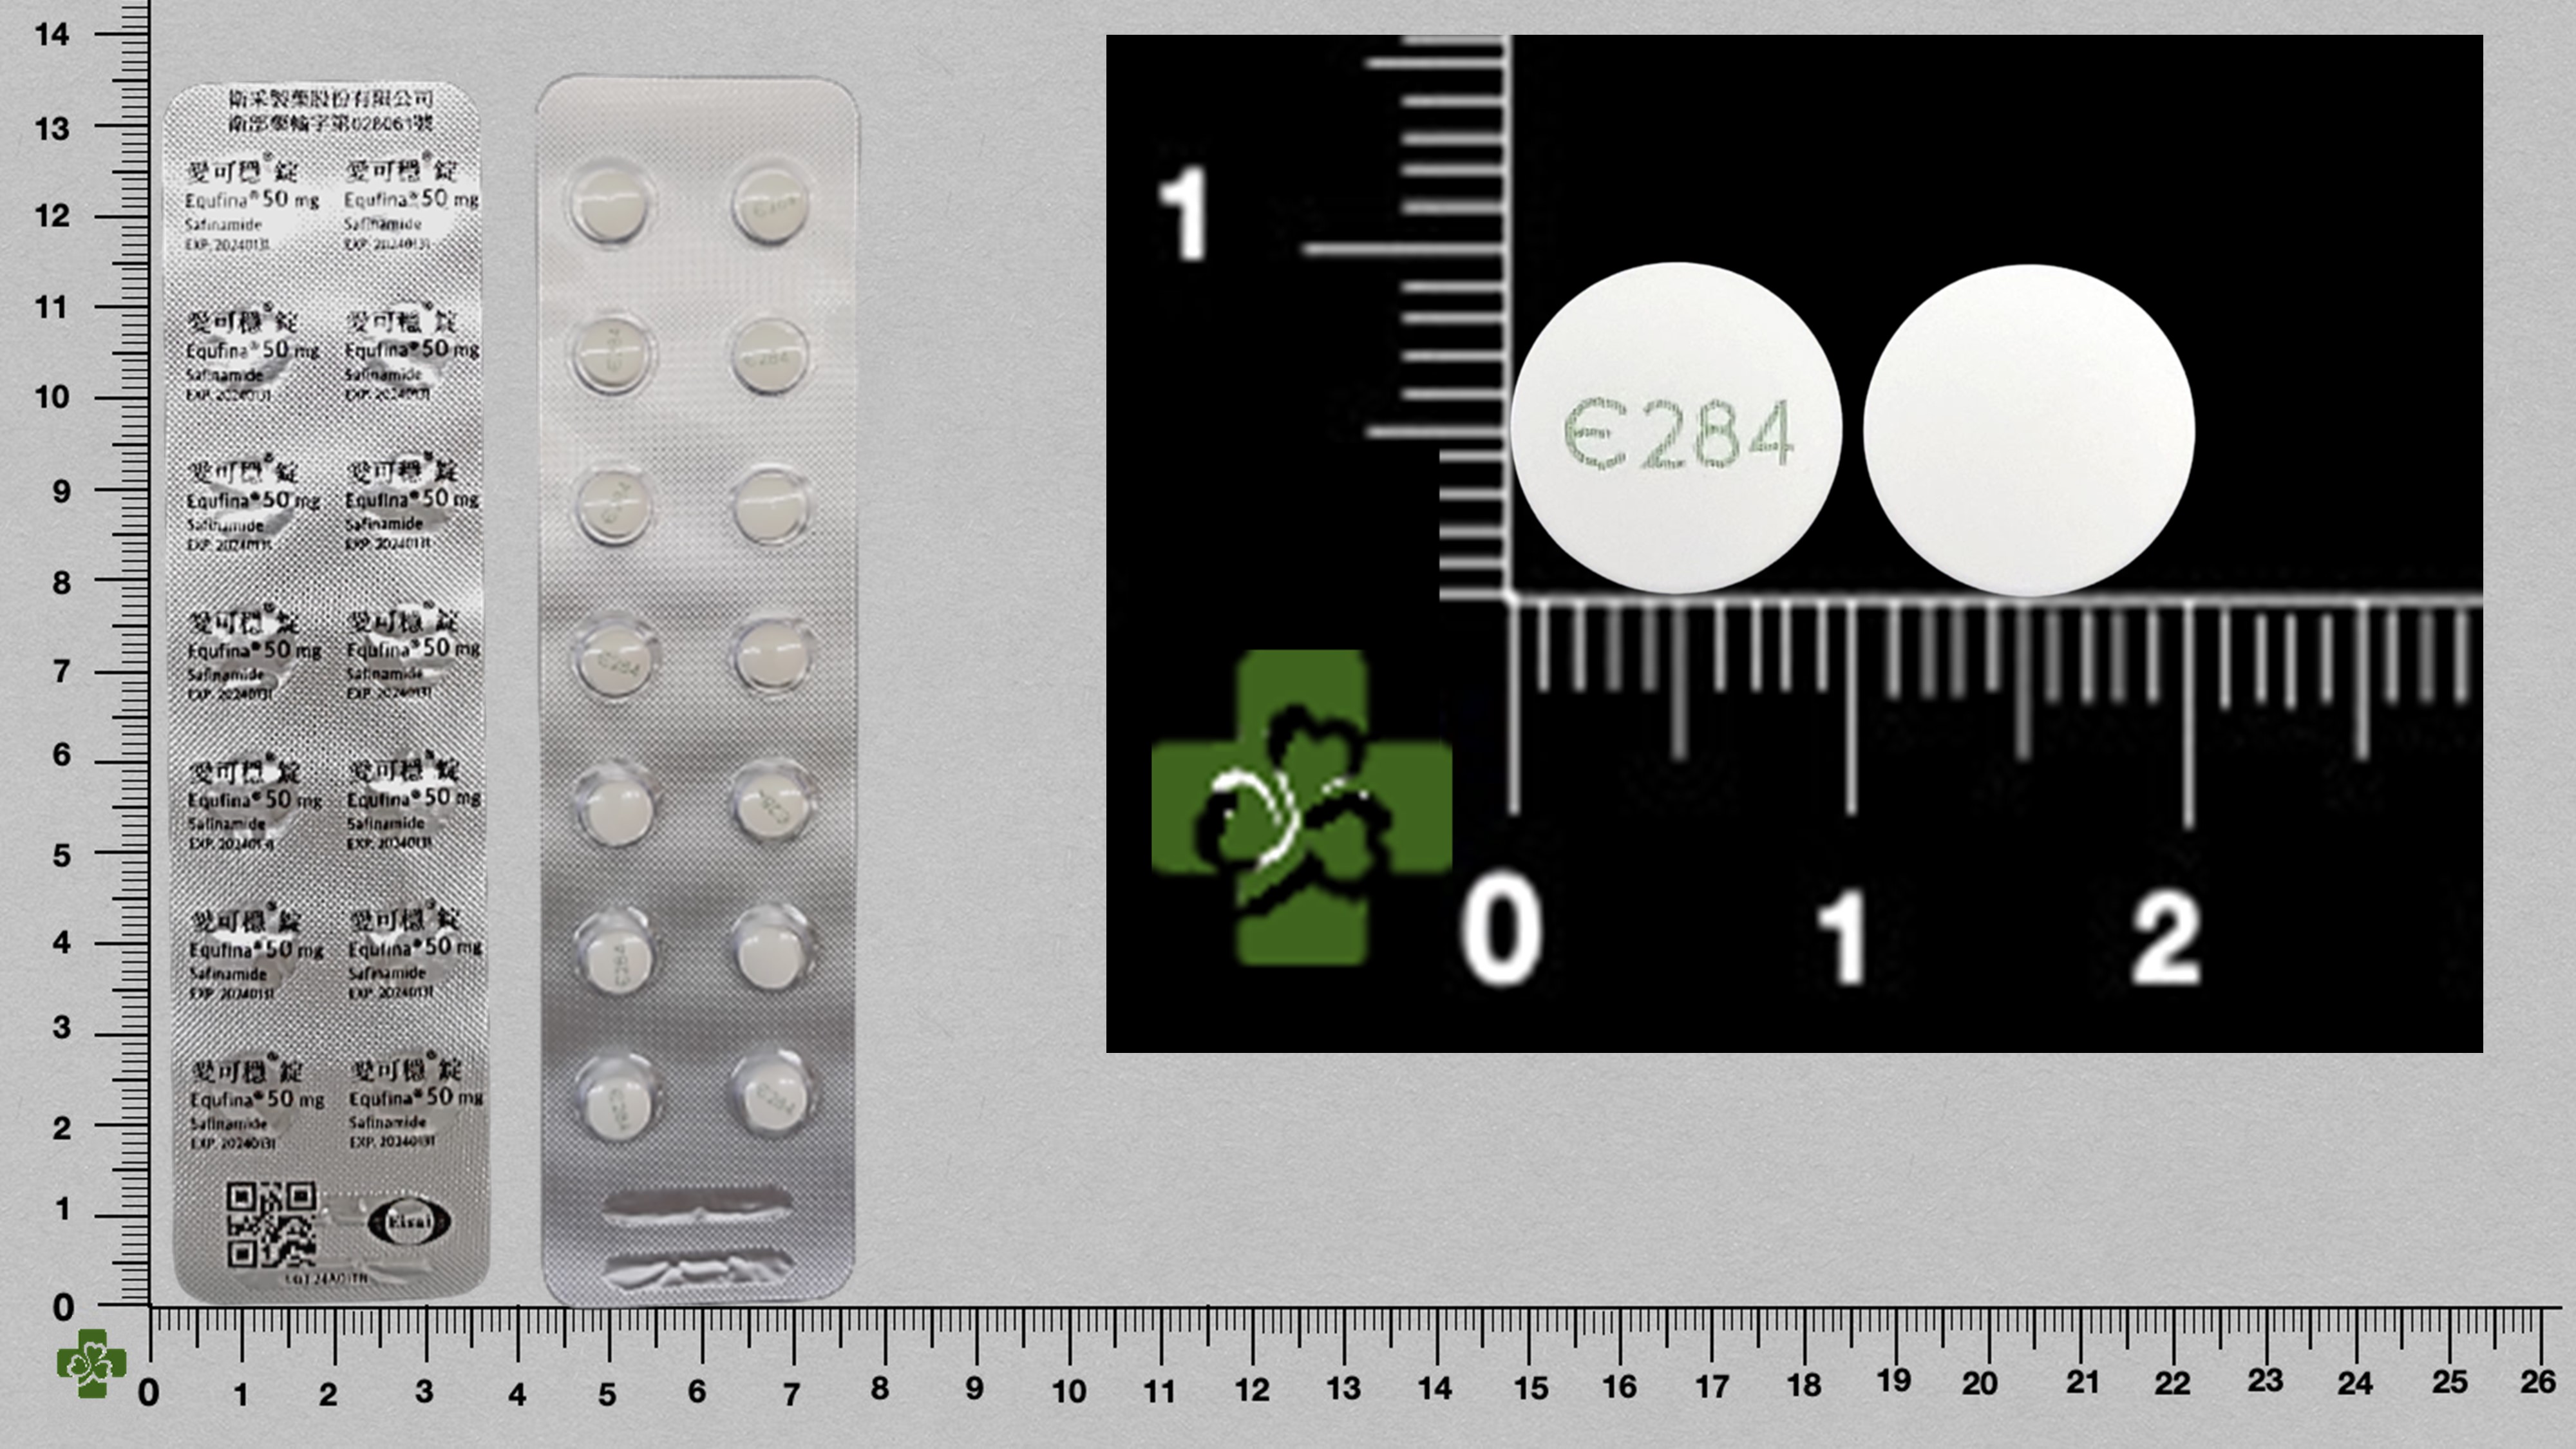 衛采製藥股份有限公司
衛部藥輸字第028061號
愛可穩®錠 愛可穩®錠
Equfina®50 mg Equfina®50 mg
Safinamide Safinamide
EXP. 20240131 EXP. 20240131
愛可穩®錠 愛可穩®錠
Equfina®50 mg Equfina®50 mg
Safinamide Safinamide
EXP. 20240131 EXP. 20240131
愛可穩®錠 愛可穩®錠
Equfina®50 mg Equfina®50 mg
Safinamide Safinamide
EXP. 20240131 EXP. 20240131
愛可穩®錠 愛可穩®錠
Equfina®50 mg Equfina®50 mg
Safinamide Safinamide
EXP. 20240131 EXP. 20240131
愛可穩®錠 愛可穩®錠
Equfina®50 mg Equfina®50 mg
Safinamide Safinamide
EXP. 20240131 EXP. 20240131
愛可穩®錠 愛可穩®錠
Equfina®50 mg Equfina®50 mg
Safinamide Safinamide
EXP. 20240131 EXP. 20240131
愛可穩®錠 愛可穩®錠
Equfina®50 mg Equfina®50 mg
Safinamide Safinamide
EXP. 20240131 EXP. 20240131
Eisai
Є284
Є284
Є284
Є284
Є284
Є284
Є284
Є284
Є284
1
Є284
0 1 2
14
13
12
11
10
9
8
7
6
5
4
3
2
1
0
0 1 2 3 4 5 6 7 8 9 10 11 12 13 14 15 16 17 18 19 20 21 22 23 24 25 26